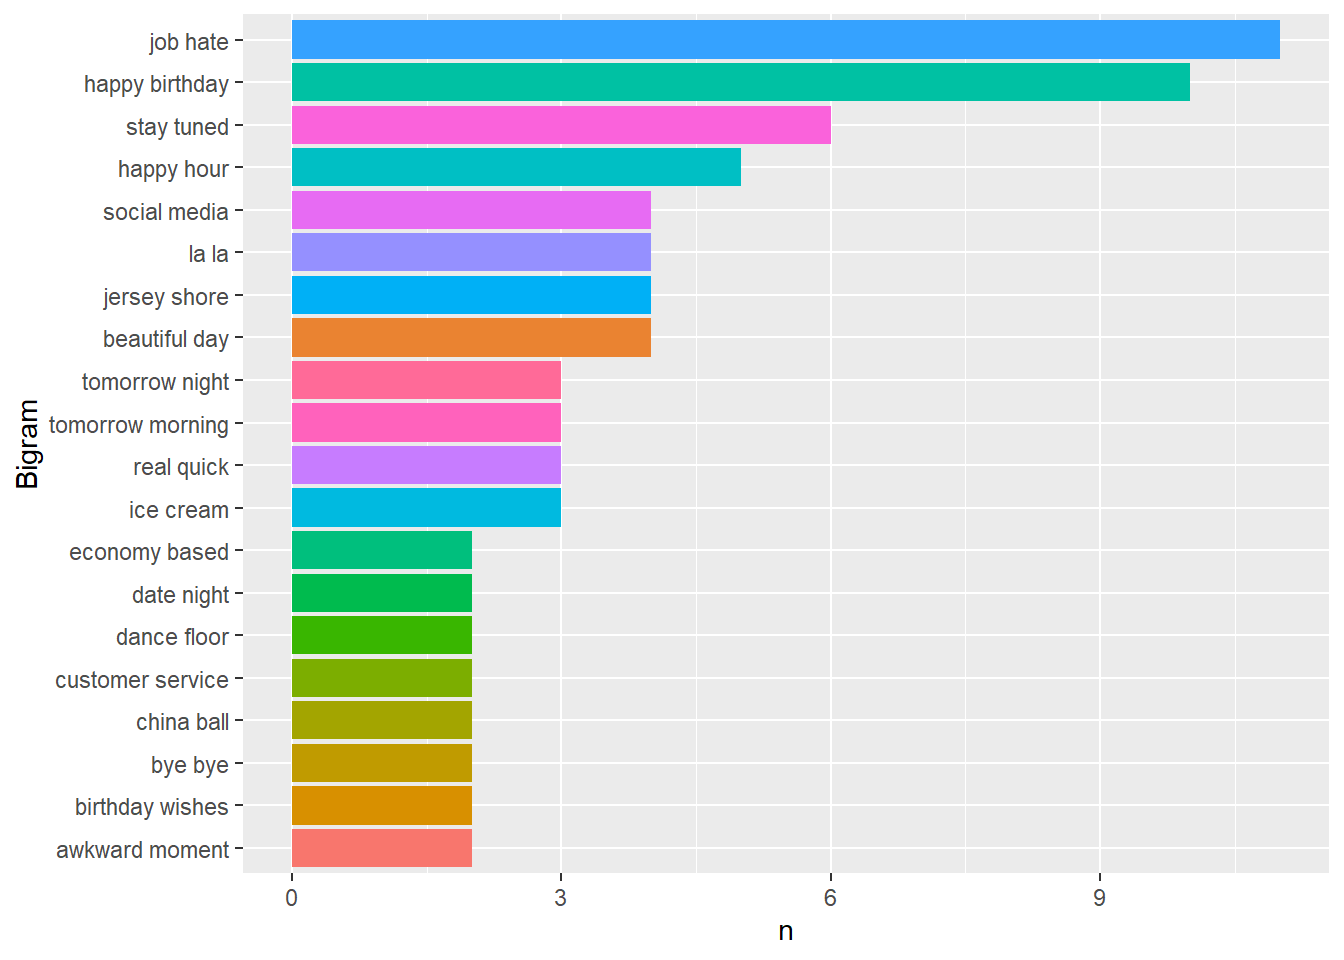 job hate
happy birthday
stay tuned
happy hour
social media
la la
jersey shore
beautiful day
tomorrow night
tomorrow morning
real quick
ice cream
economy based
date night
dance floor
customer service
china ball
bye bye
birthday wishes
awkward moment
Bigram
0 3 6 9
n